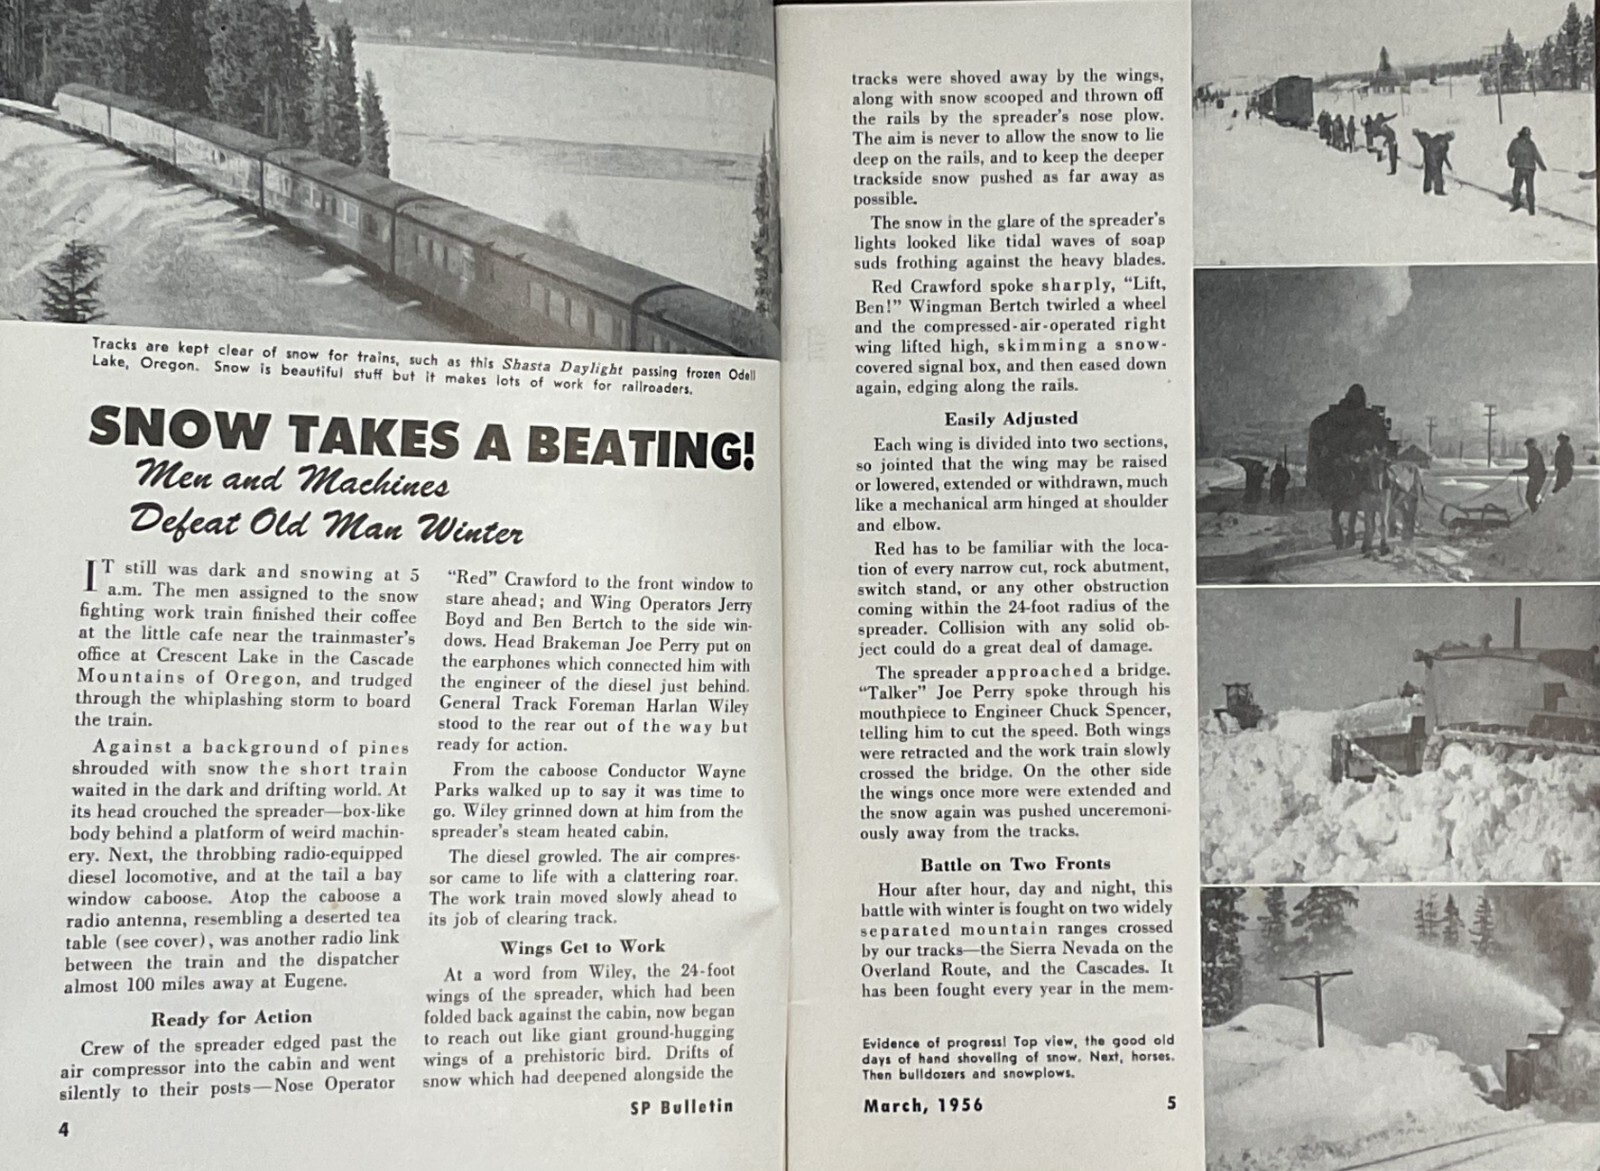 Tracks are kept clear of snow for trains, such as this Shasta Daylight passing frozen Odell
Lake, Oregon. Snow is beautiful stuff but it makes lots of work for railroaders.
SNOW TAKES A BEATING!
Men and Machines
Defeat Old Man Winter
IT still was dark and snowing at 5
a.m. The men assigned to the snow
fighting work train finished their coffee
at the little cafe near the trainmaster's
office at Crescent Lake in the Cascade
Mountains of Oregon, and trudged
through the whiplashing storm to board
the train.
Against a background of pines
shrouded with snow the short train
waited in the dark and drifting world. At
its head crouched the spreader—box-like
body behind a platform of weird machin-
ery. Next, the throbbing radio-equipped
diesel locomotive, and at the tail a bay
window caboose. Atop the caboose a
radio antenna, resembling a deserted tea
table (see cover), was another radio link
between the train and the dispatcher
almost 100 miles away at Eugene.
Ready for Action
Crew of the spreader edged past the
air compressor into the cabin and went
silently to their posts—Nose Operator
"Red" Crawford to the front window to
stare ahead; and Wing Operators Jerry
Boyd and Ben Bertch to the side win-
dows. Head Brakeman Joe Perry put on
the earphones which connected him with
the engineer of the diesel just behind.
General Track Foreman Harlan Wiley
stood to the rear out of the way but
ready for action.
From the caboose Conductor Wayne
Parks walked up to say it was time to
go. Wiley grinned down at him from the
spreader's steam heated cabin.
The diesel growled. The air compres-
sor came to life with a clattering roar.
The work train moved slowly ahead to
its job of clearing track.
Wings Get to Work
At a word from Wiley, the 24-foot
wings of the spreader, which had been
folded back against the cabin, now began
to reach out like giant ground-hugging
wings of a prehistoric bird. Drifts of
snow which had deepened alongside the
SP Bulletin
4
tracks were shoved away by the wings,
along with snow scooped and thrown off
the rails by the spreader's nose plow.
The aim is never to allow the snow to lie
deep on the rails, and to keep the deeper
trackside snow pushed as far away as
possible.
The snow in the glare of the spreader's
lights looked like tidal waves of soap
suds frothing against the heavy blades.
Red Crawford spoke sharply, "Lift,
Ben!" Wingman Bertch twirled a wheel
and the compressed-air-operated right
wing lifted high, skimming a snow-
covered signal box, and then eased down
again, edging along the rails.
Easily Adjusted
Each wing is divided into two sections,
so jointed that the wing may be raised
or lowered, extended or withdrawn, much
like a mechanical arm hinged at shoulder
and elbow.
Red has to be familiar with the loca-
tion of every narrow cut, rock abutment,
switch stand, or any other obstruction
coming within the 24-foot radius of the
spreader. Collision with any solid ob-
ject could do a great deal of damage.
The spreader approached a bridge.
"Talker" Joe Perry spoke through his
mouthpiece to Engineer Chuck Spencer,
telling him to cut the speed. Both wings
were retracted and the work train slowly
crossed the bridge. On the other side
the wings once more were extended and
the snow again was pushed unceremoni-
ously away from the tracks.
Battle on Two Fronts
Hour after hour, day and night, this
battle with winter is fought on two widely
separated mountain ranges crossed
by our tracks—the Sierra Nevada on the
Overland Route, and the Cascades. It
has been fought every year in the mem-
Evidence of progress! Top view, the good old
days of hand shoveling of snow. Next, horses.
Then bulldozers and snowplows.
March, 1956 5